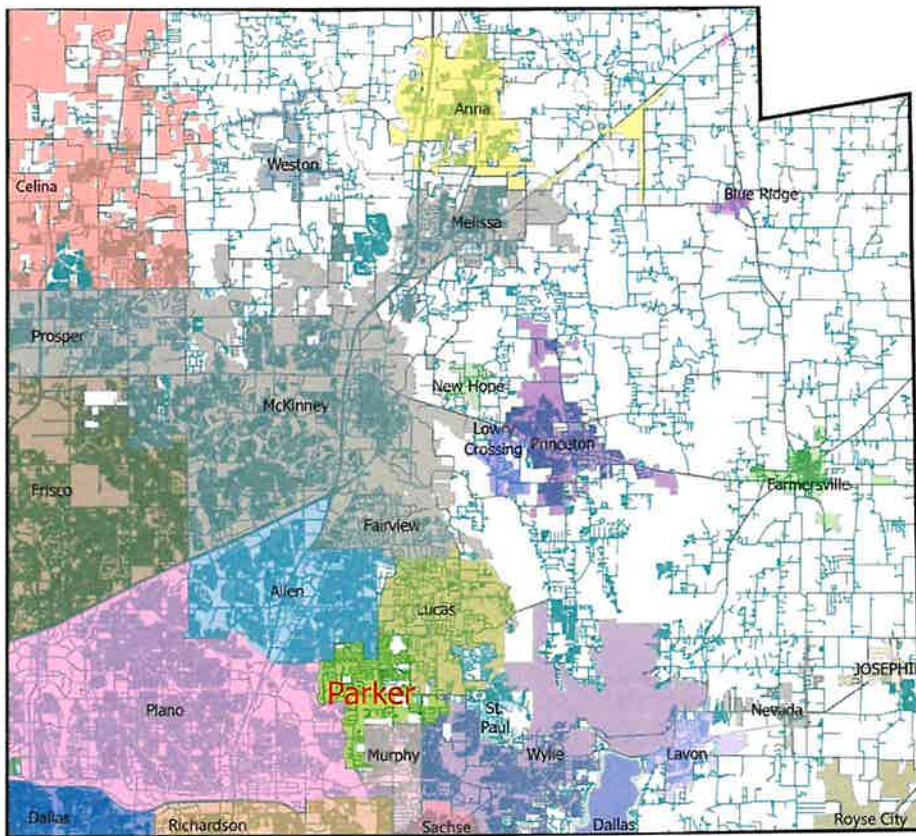 Anna
Weston
Celina
Blue Ridge
Melissa
Prosper
New Hope
McKinney
Lowry
Crossing
Princeton
Frisco
Farmersville
Fairview
Allen
Lucas
JOSEPHI
Parker
Plano
St.
Paul
Nevada
Murphy
Wylie
Lavon
Dallas
Richardson
Sachse
Dallas
Royse City